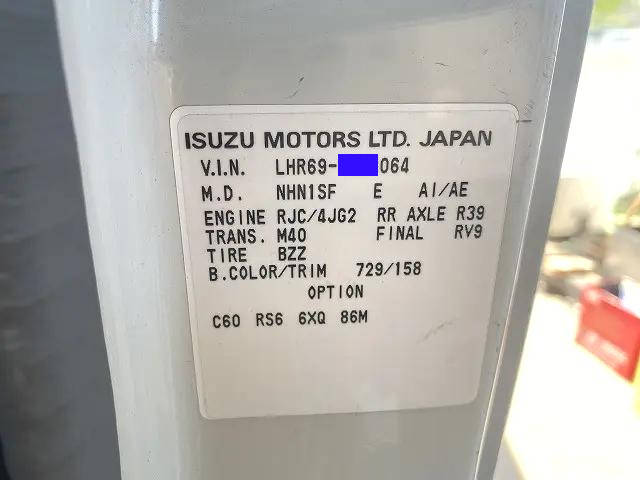 ISUZU MOTORS LTD. JAPAN
V.I.N. LHR69-064
M.D. NHN1SF E AI/AE
ENGINE RJC/4JG2 RR AXLE R39
TRANS. M40 FINAL RV9
TIRE BZZ
B.COLOR/TRIM 729/158
OPTION
C60 RS6 6XQ 86M